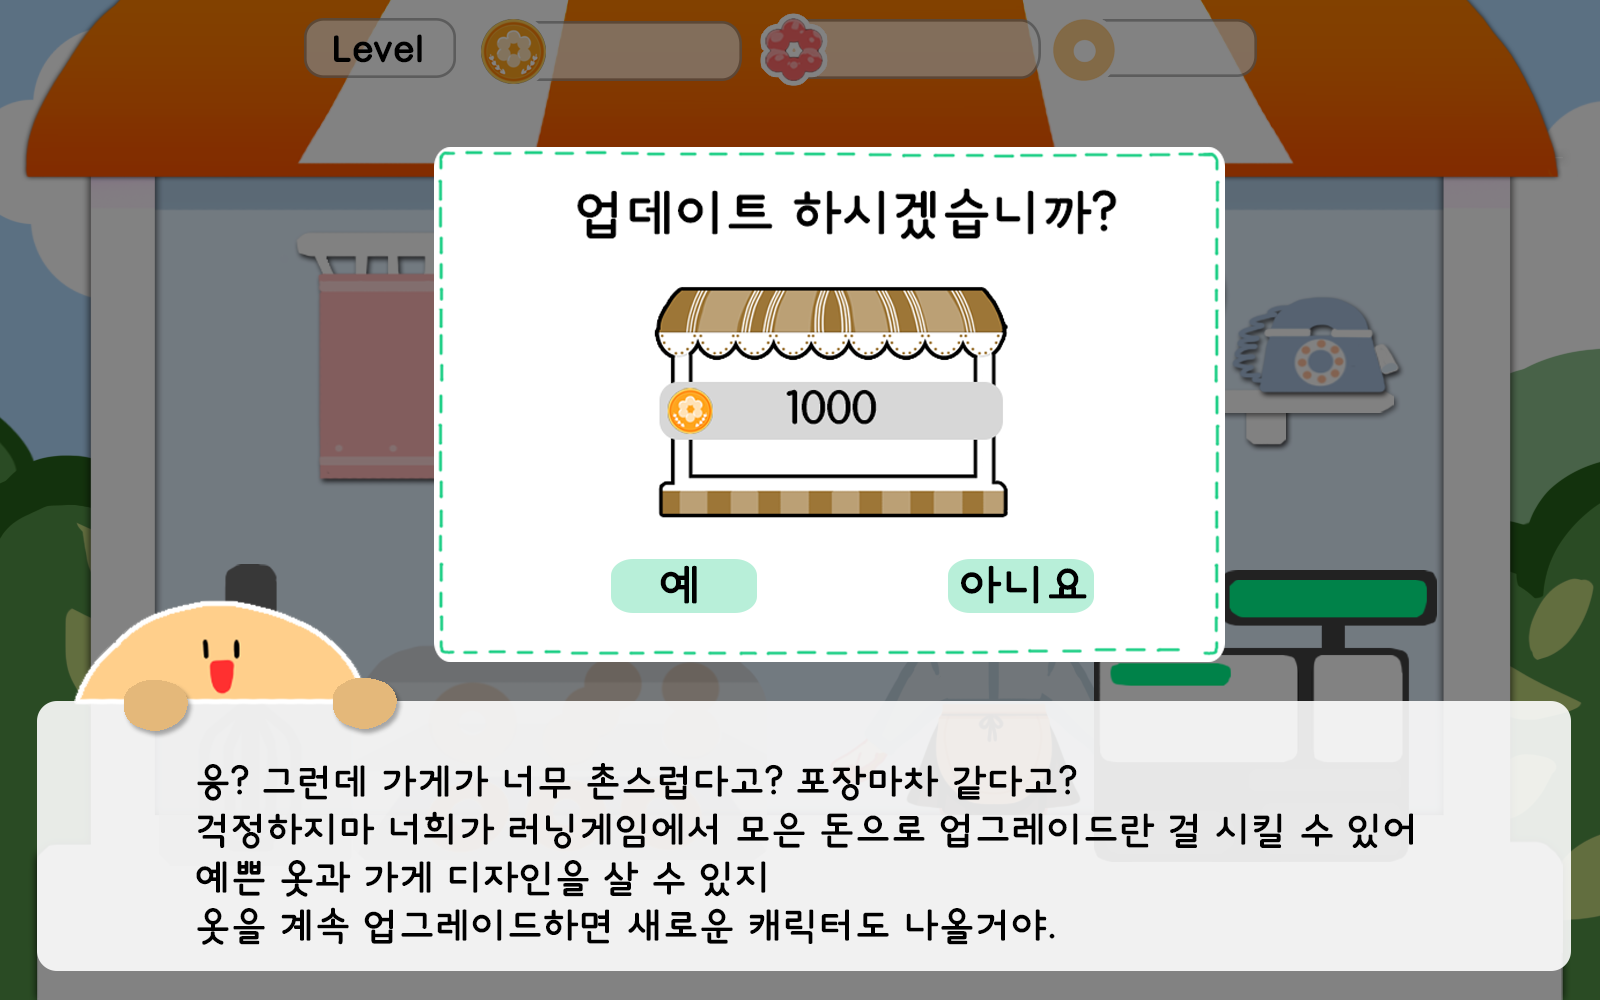 Level
업데이트 하시겠습니까?
1000
예
아니요
응? 그런데 가게가 너무 촌스럽다고? 포장마차 같다고?
걱정하지마 너희가 러닝게임에서 모은 돈으로 업그레이드란 걸 시킬 수 있어
예쁜 옷과 가게 디자인을 살 수 있지
옷을 계속 업그레이드하면 새로운 캐릭터도 나올거야.